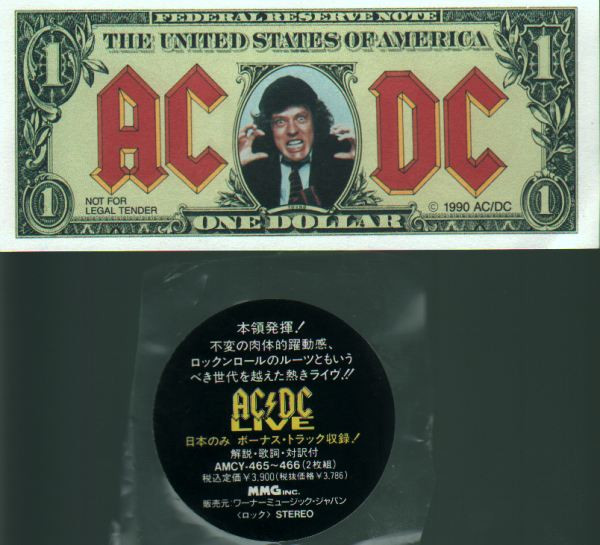 FEDERAL RESERVE NOTE
THE UNITED STATES OF AMERICA
1
1
AC DC
NOT FOR
LEGAL TENDER
© 1990 AC/DC
1
ONE DOLLAR
1
本領発揮!
不変の肉体的躍動感、
ロックンロールのルーツともいう
べき世代を越えた熱きライヴ!!
AC⚡DC
LIVE
日本のみ ボーナス・トラック収録!
解説・歌詞・対訳付
AMCY-465~466(2枚組)
税込定価¥3,900(税抜価格¥3,786)
MMG INC.
販売元:ワーナーミュージック・ジャパン
〈ロック〉 STEREO